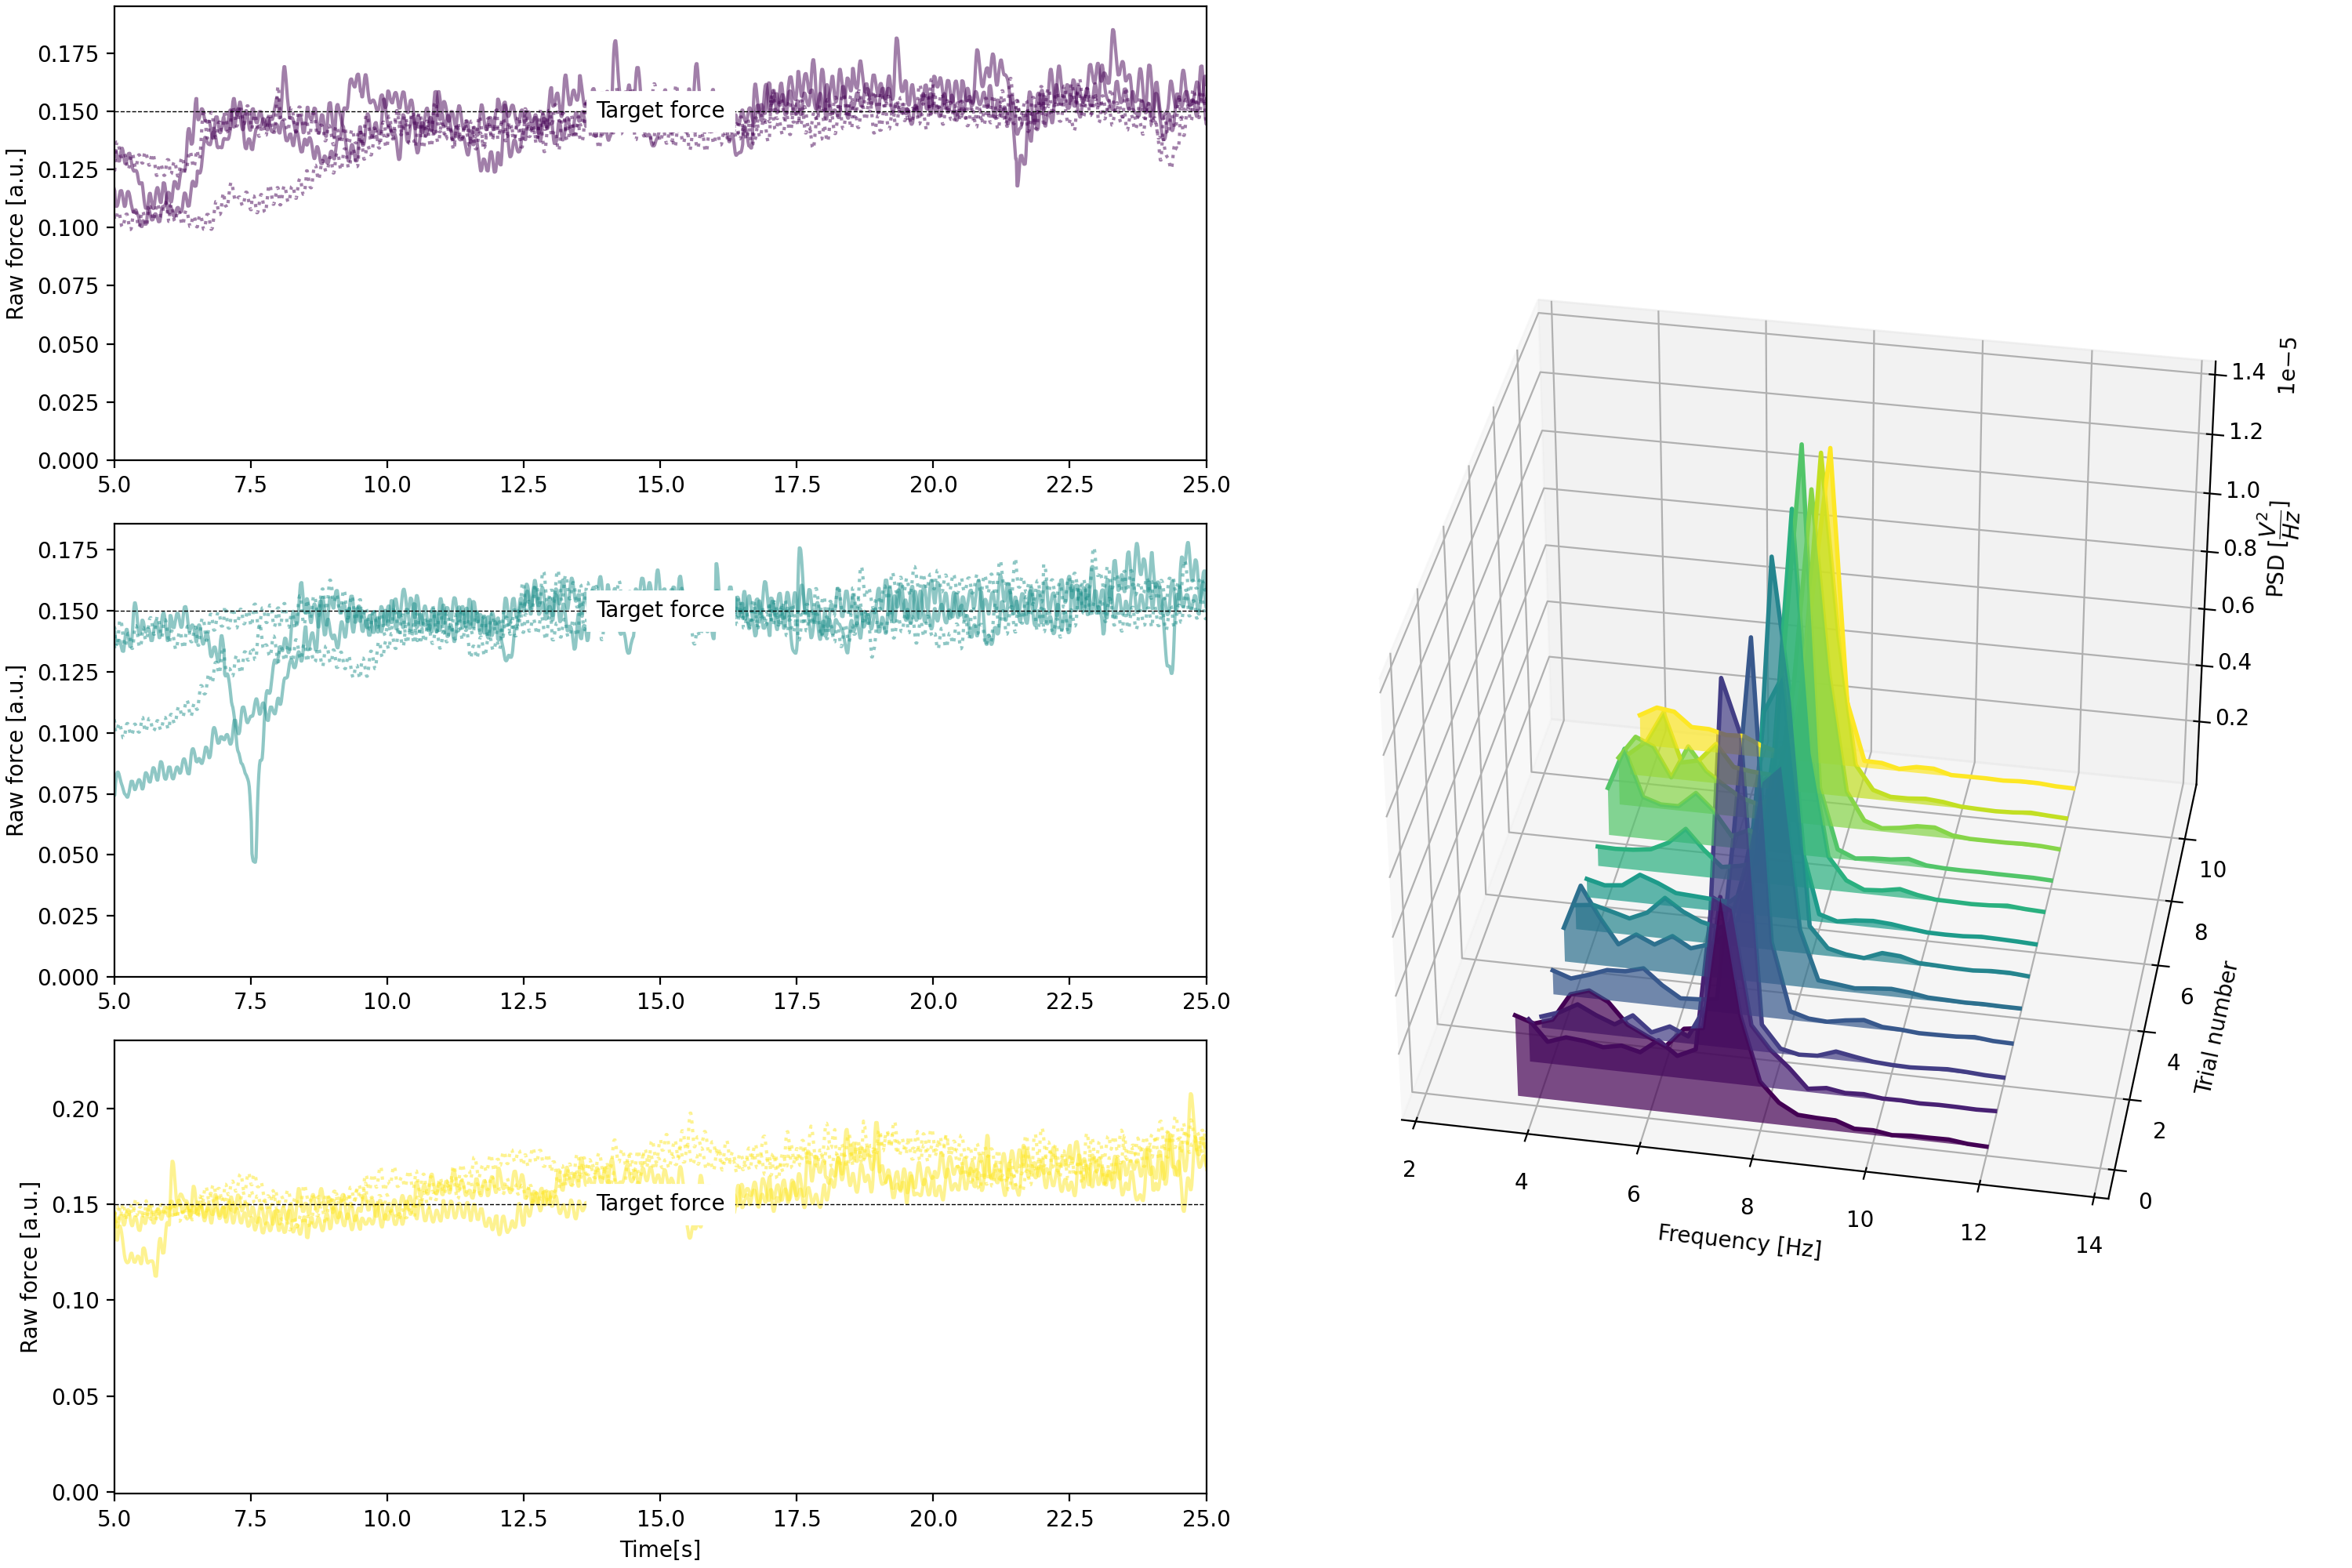 0.175
0.150
0.125
0.100
0.075
0.050
0.025
0.000
Raw force [a.u.]
Target force
5.0 7.5 10.0 12.5 15.0 17.5 20.0 22.5 25.0
0.175
0.150
0.125
0.100
0.075
0.050
0.025
0.000
Raw force [a.u.]
Target force
5.0 7.5 10.0 12.5 15.0 17.5 20.0 22.5 25.0
0.20
0.15
0.10
0.05
0.00
Raw force [a.u.]
Target force
5.0 7.5 10.0 12.5 15.0 17.5 20.0 22.5 25.0
Time[s]
1e−5
1.4
1.2
1.0
0.8
0.6
0.4
0.2
PSD [V²/Hz]
10
8
6
4
2
0
Trial number
2 4 6 8 10 12 14
Frequency [Hz]